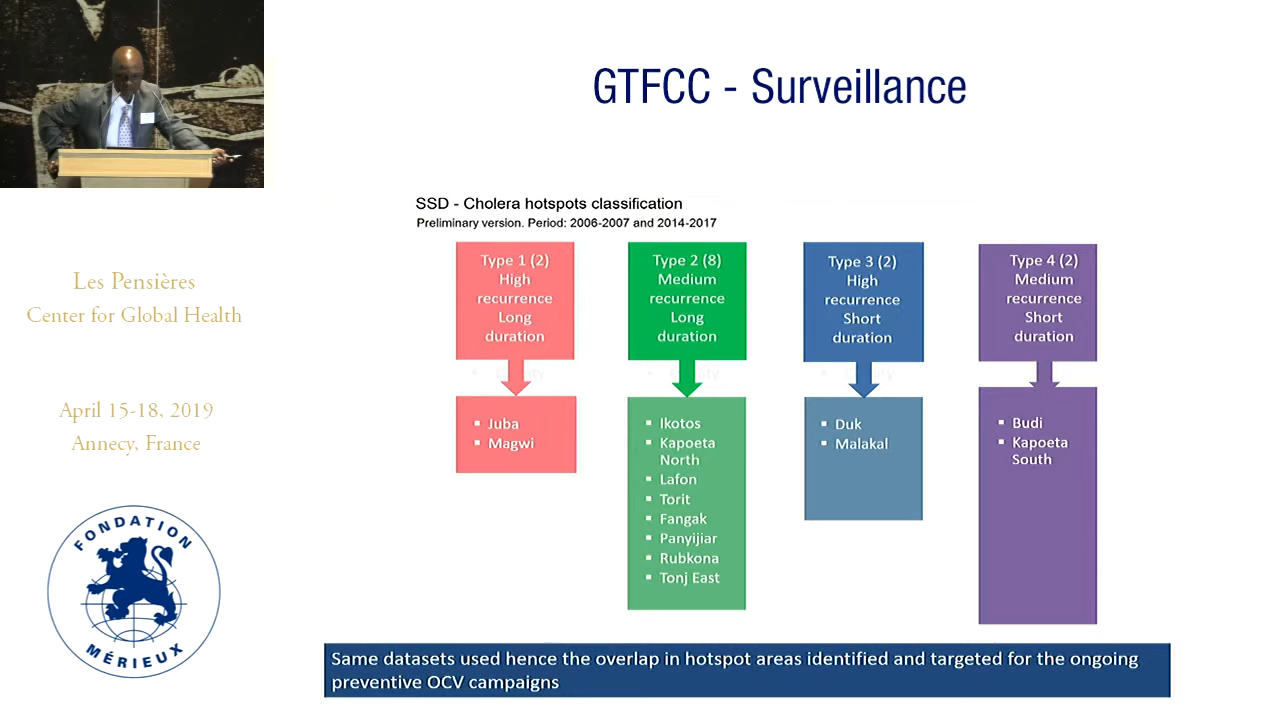 GTFCC - Surveillance
SSD - Cholera hotspots classification
Preliminary version. Period: 2006-2007 and 2014-2017
Type 1 (2)
High
recurrence
Long
duration
▪ Juba
▪ Magwi
Type 2 (8)
Medium
recurrence
Long
duration
▪ Ikotos
▪ Kapoeta
North
▪ Lafon
▪ Torit
▪ Fangak
▪ Panyijiar
▪ Rubkona
▪ Tonj East
Type 3 (2)
High
recurrence
Short
duration
▪ Duk
▪ Malakal
Type 4 (2)
Medium
recurrence
Short
duration
▪ Budi
▪ Kapoeta
South
Same datasets used hence the overlap in hotspot areas identified and targeted for the ongoing
preventive OCV campaigns
Les Pensières
Center for Global Health
April 15-18, 2019
Annecy, France
FONDATION
MÉRIEUX